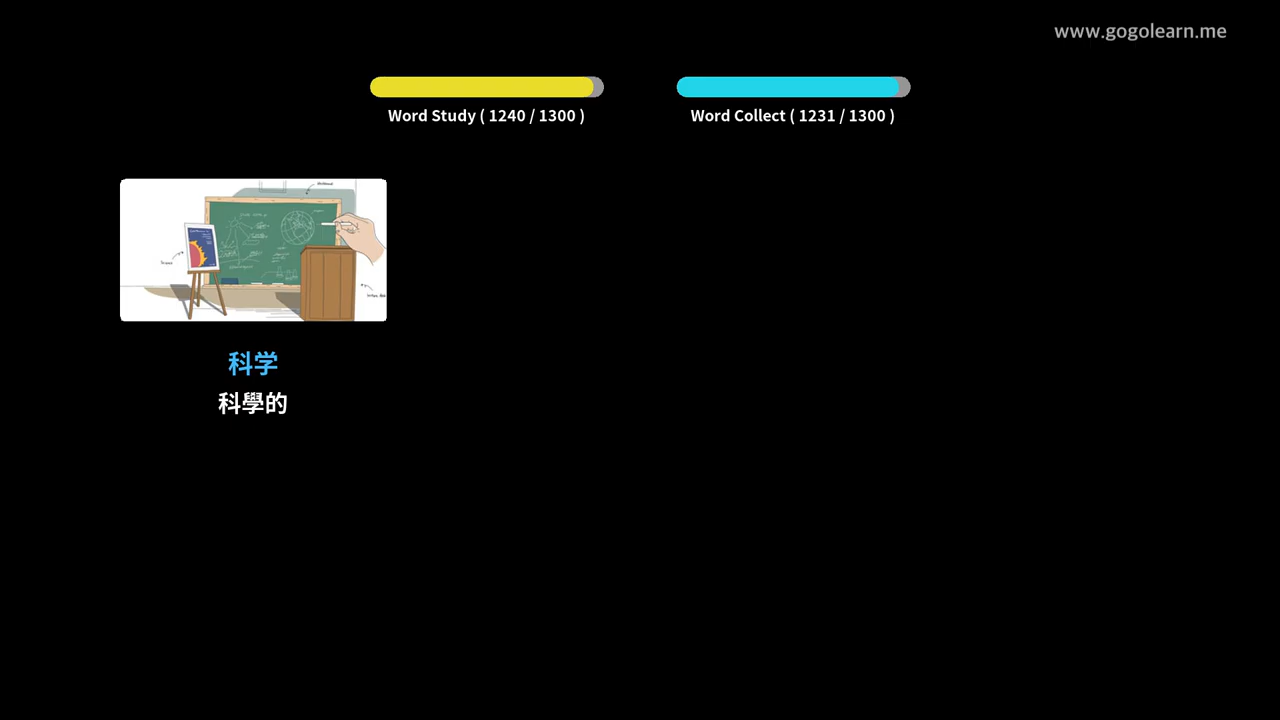 www.gogolearn.me
Word Study ( 1240 / 1300 )
Word Collect ( 1231 / 1300 )
科学
科學的